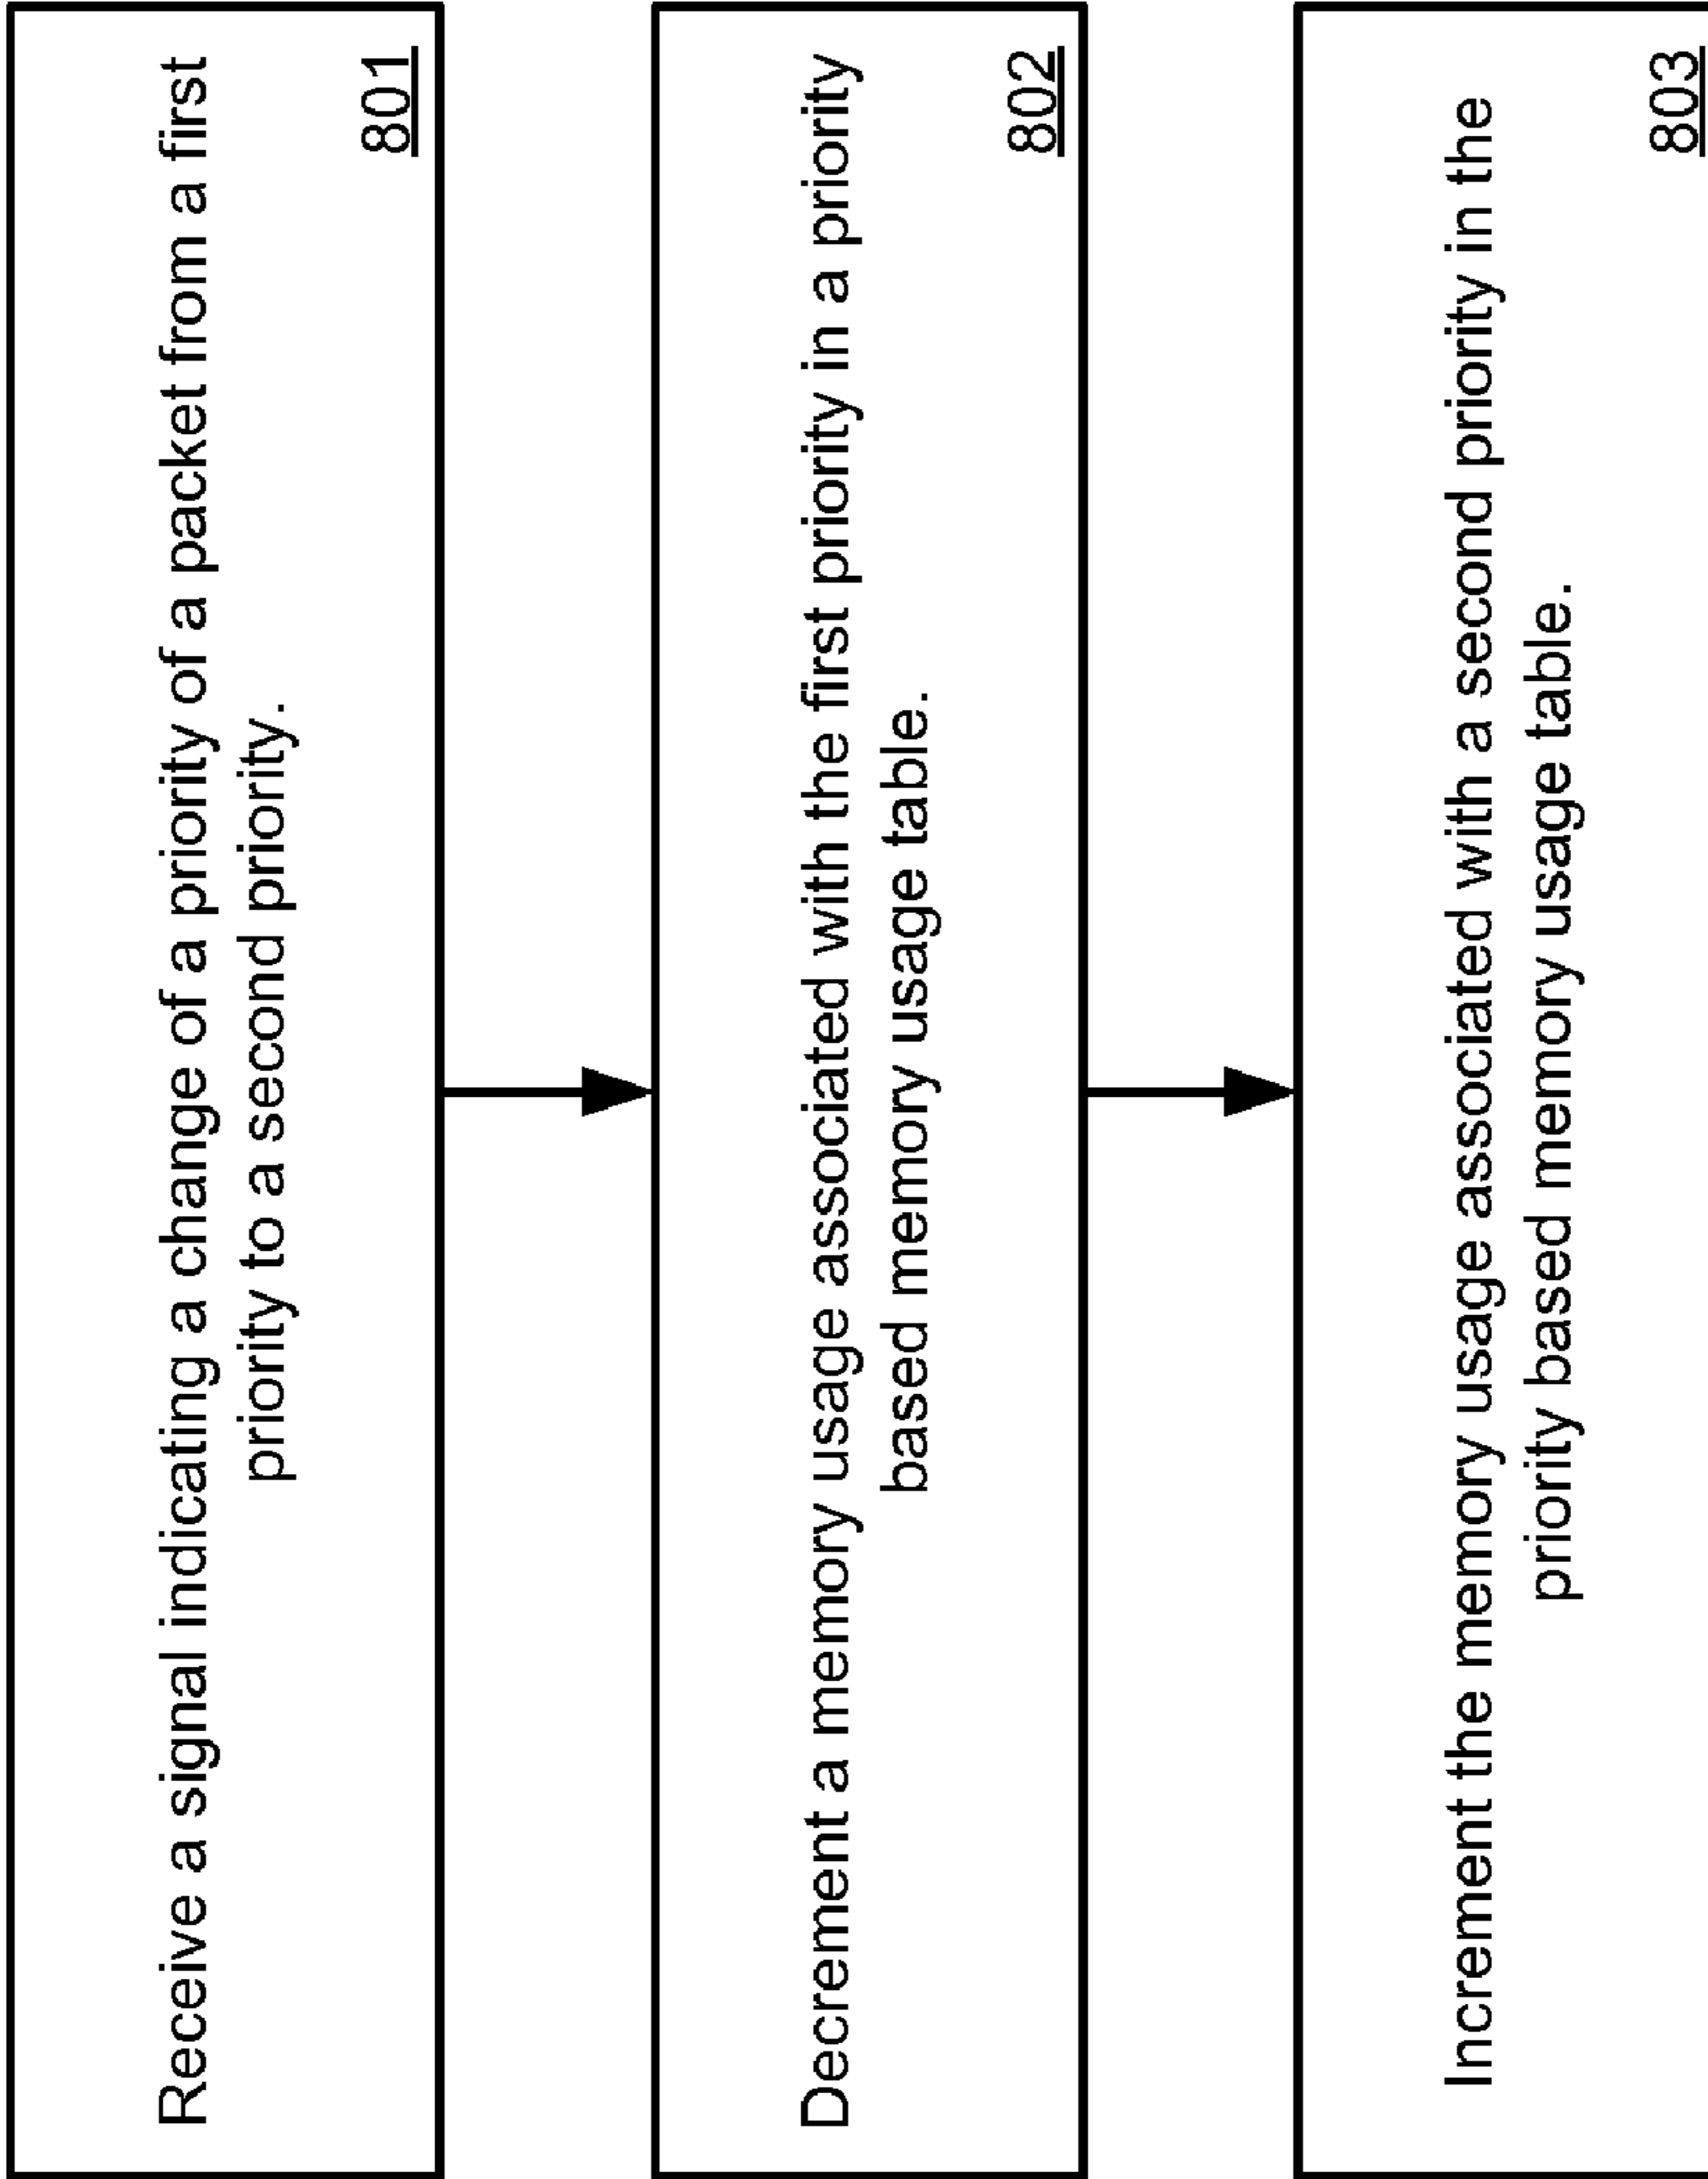 Receive a signal indicating a change of a priority of a packet from a first
priority to a second priority.
801
Decrement a memory usage associated with the first priority in a priority
based memory usage table.
802
Increment the memory usage associated with a second priority in the
priority based memory usage table.
803